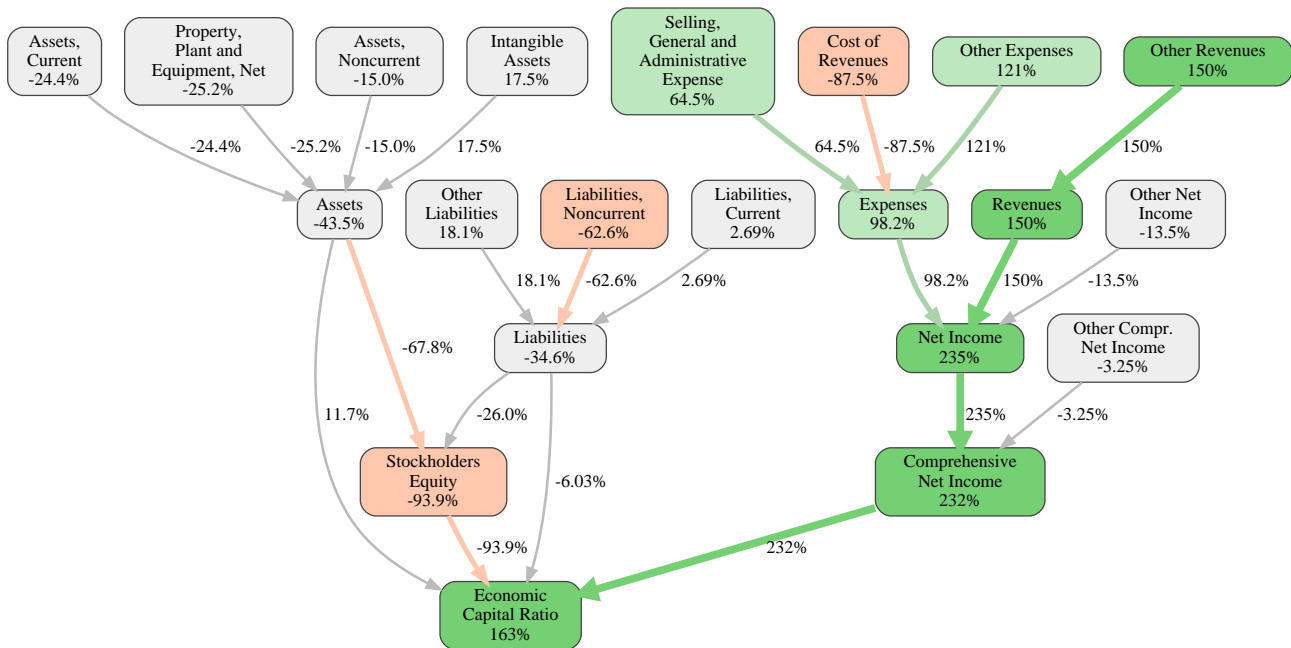 Assets,
Current
-24.4%
Property,
Plant and
Equipment, Net
-25.2%
Assets,
Noncurrent
-15.0%
Intangible
Assets
17.5%
Selling,
General and
Administrative
Expense
64.5%
Cost of
Revenues
-87.5%
Other Expenses
121%
Other Revenues
150%
-24.4%
-25.2%
-15.0%
17.5%
64.5%
-87.5%
121%
150%
Assets
-43.5%
Other
Liabilities
18.1%
Liabilities,
Noncurrent
-62.6%
Liabilities,
Current
2.69%
Expenses
98.2%
Revenues
150%
Other Net
Income
-13.5%
18.1%
-62.6%
2.69%
98.2%
150%
-13.5%
-67.8%
Liabilities
-34.6%
Net Income
235%
Other Compr.
Net Income
-3.25%
11.7%
-26.0%
235%
-3.25%
Stockholders
Equity
-93.9%
-6.03%
Comprehensive
Net Income
232%
-93.9%
232%
Economic
Capital Ratio
163%